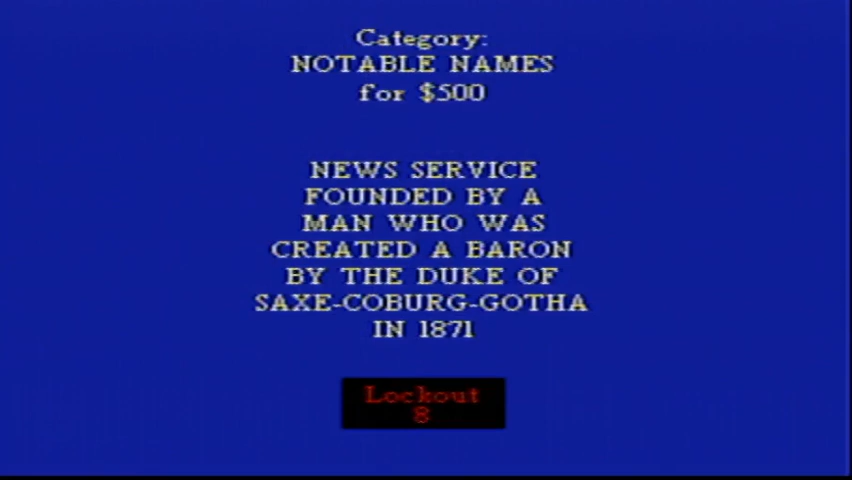 Category:
NOTABLE NAMES
for $500
NEWS SERVICE
FOUNDED BY A
MAN WHO WAS
CREATED A BARON
BY THE DUKE OF
SAXE-COBURG-GOTHA
IN 1871
Lockout
8